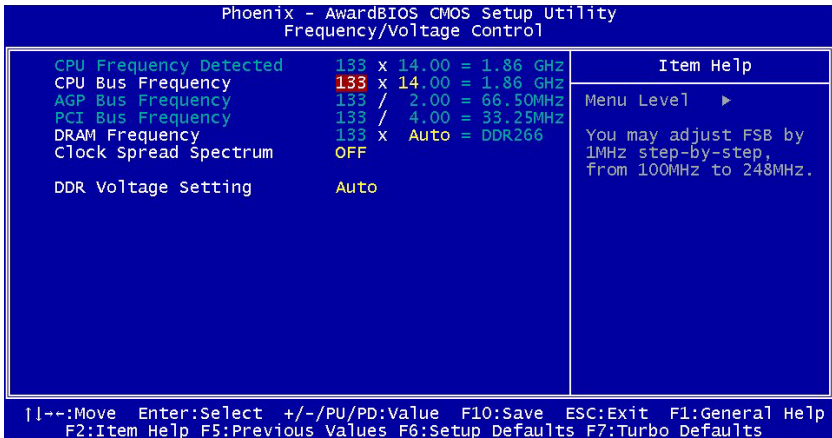 Phoenix - AwardBIOS CMOS Setup Utility
Frequency/Voltage Control
CPU Frequency Detected 133 x 14.00 = 1.86 GHz
CPU Bus Frequency 133 x 14.00 = 1.86 GHz
AGP Bus Frequency 133 / 2.00 = 66.50MHz
PCI Bus Frequency 133 / 4.00 = 33.25MHz
DRAM Frequency 133 x Auto = DDR266
Clock Spread Spectrum OFF
DDR Voltage Setting Auto
Item Help
Menu Level ▶
You may adjust FSB by
1MHz step-by-step,
from 100MHz to 248MHz.
↑↓→←:Move Enter:Select +/-/PU/PD:Value F10:Save ESC:Exit F1:General Help
F2:Item Help F5:Previous Values F6:Setup Defaults F7:Turbo Defaults